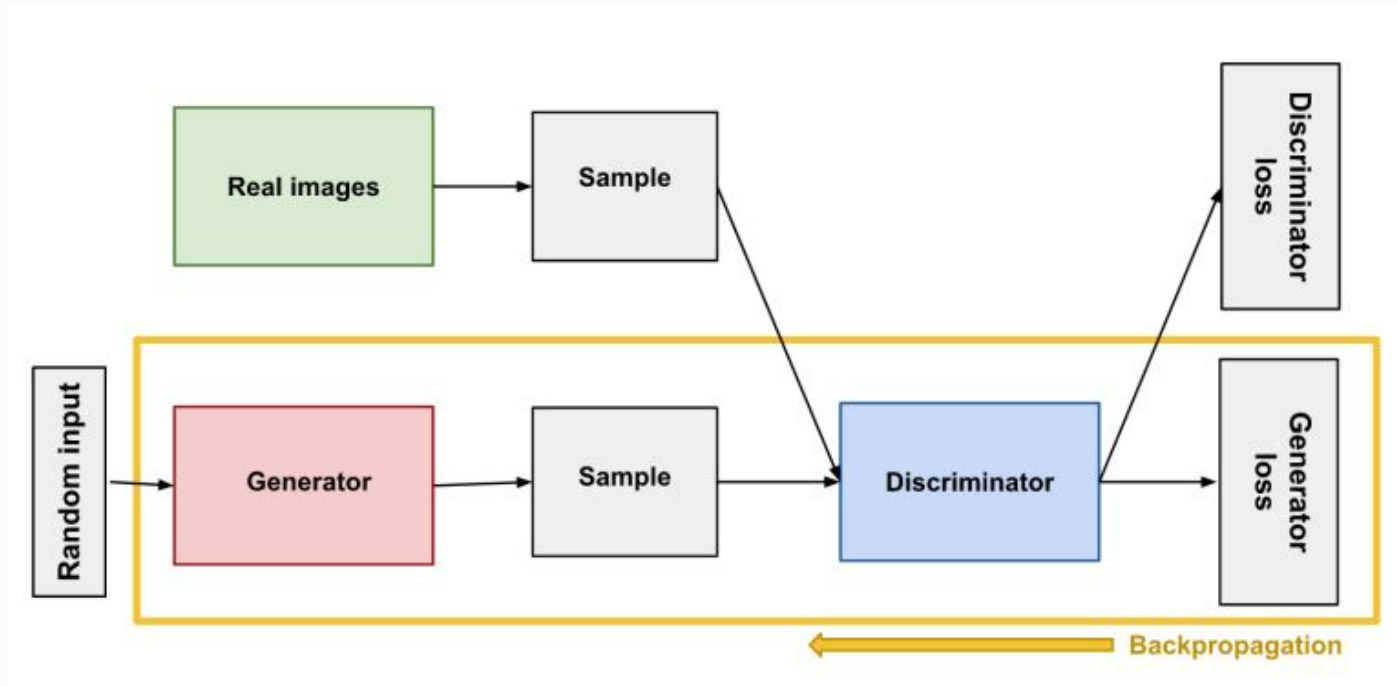 Real images
Sample
Discriminator
loss
Random input
Generator
Sample
Discriminator
Generator
loss
Backpropagation